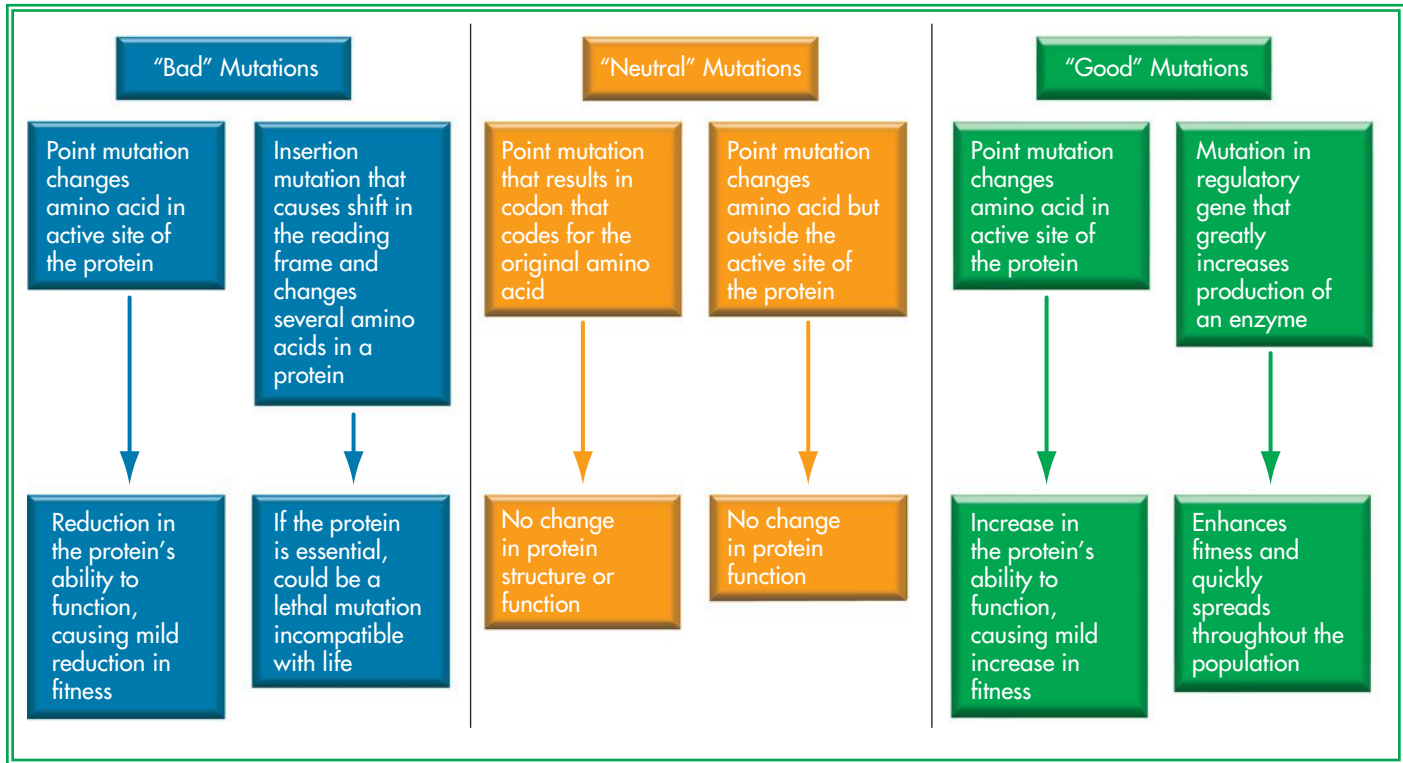 “Bad” Mutations
Point mutation
changes
amino acid in
active site of
the protein
Insertion
mutation that
causes shift in
the reading
frame and
changes
several amino
acids in a
protein
Reduction in
the protein’s
ability to
function,
causing mild
reduction in
fitness
If the protein
is essential,
could be a
lethal mutation
incompatible
with life
“Neutral” Mutations
Point mutation
that results in
codon that
codes for the
original amino
acid
Point mutation
changes
amino acid but
outside the
active site of
the protein
No change
in protein
structure or
function
No change
in protein
function
“Good” Mutations
Point mutation
changes
amino acid in
active site of
the protein
Mutation in
regulatory
gene that
greatly
increases
production of
an enzyme
Increase in
the protein’s
ability to
function,
causing mild
increase in
fitness
Enhances
fitness and
quickly
spreads
throughtout the
population